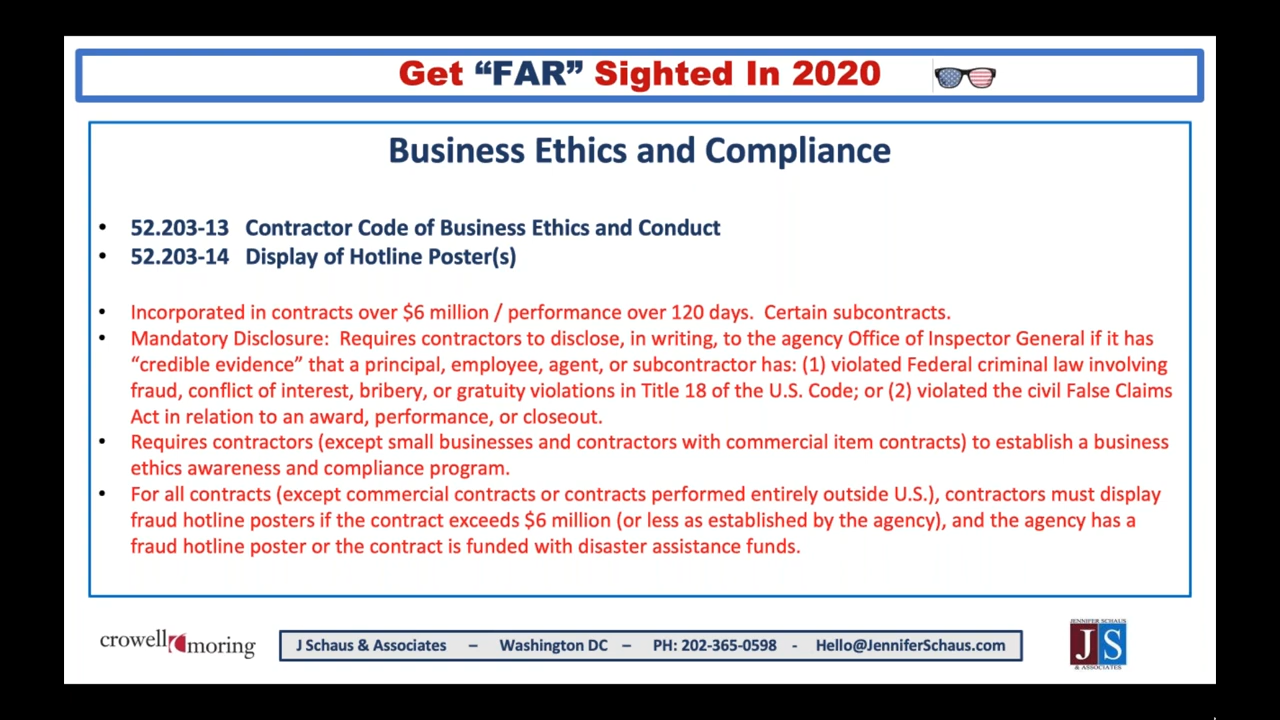 Get “FAR” Sighted In 2020
Business Ethics and Compliance
• 52.203-13 Contractor Code of Business Ethics and Conduct
• 52.203-14 Display of Hotline Poster(s)
• Incorporated in contracts over $6 million / performance over 120 days. Certain subcontracts.
• Mandatory Disclosure: Requires contractors to disclose, in writing, to the agency Office of Inspector General if it has
“credible evidence” that a principal, employee, agent, or subcontractor has: (1) violated Federal criminal law involving
fraud, conflict of interest, bribery, or gratuity violations in Title 18 of the U.S. Code; or (2) violated the civil False Claims
Act in relation to an award, performance, or closeout.
• Requires contractors (except small businesses and contractors with commercial item contracts) to establish a business
ethics awareness and compliance program.
• For all contracts (except commercial contracts or contracts performed entirely outside U.S.), contractors must display
fraud hotline posters if the contract exceeds $6 million (or less as established by the agency), and the agency has a
fraud hotline poster or the contract is funded with disaster assistance funds.
crowell moring
J Schaus & Associates – Washington DC – PH: 202-365-0598 - Hello@JenniferSchaus.com
JENNIFER SCHAUS
JS
& ASSOCIATES